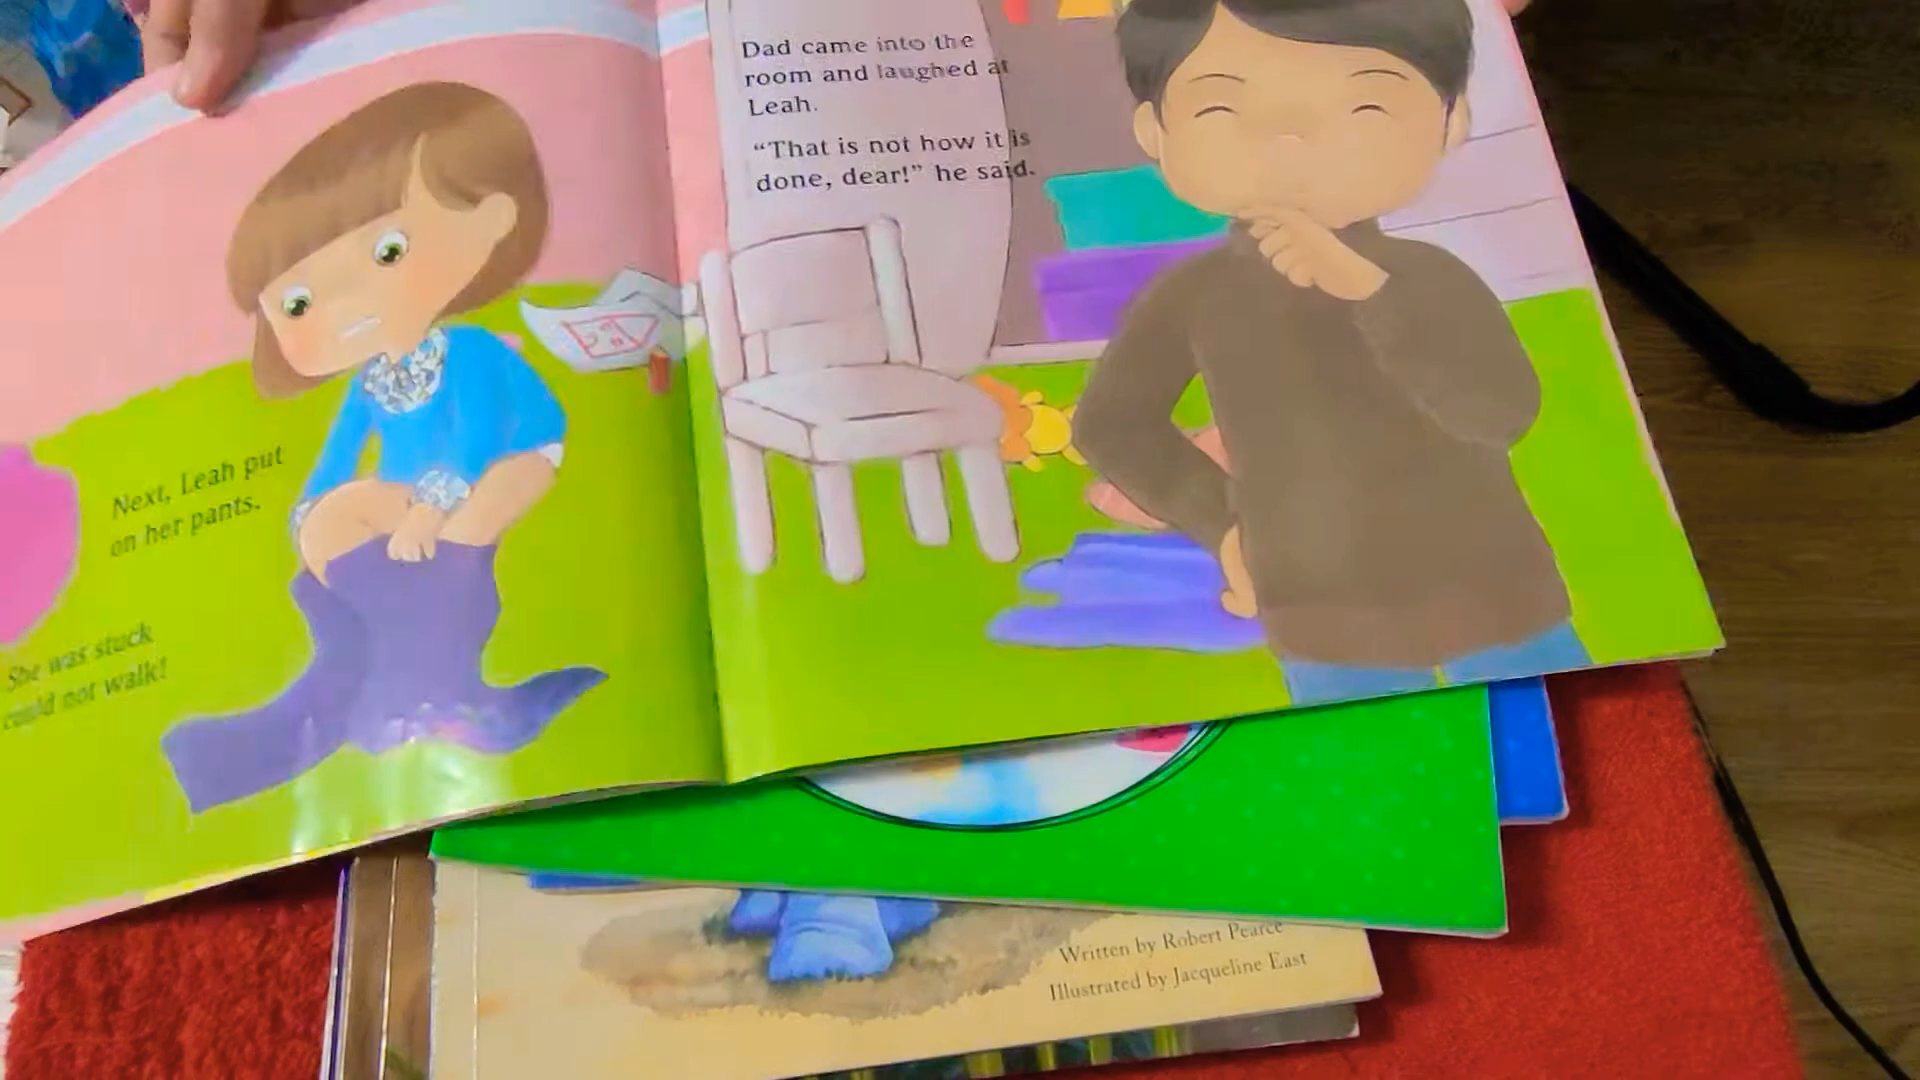 Next, Leah put
on her pants.
She was stuck
could not walk!
Dad came into the
room and laughed at
Leah.
“That is not how it is
done, dear!” he said.
Written by Robert Pearce
Illustrated by Jacqueline East